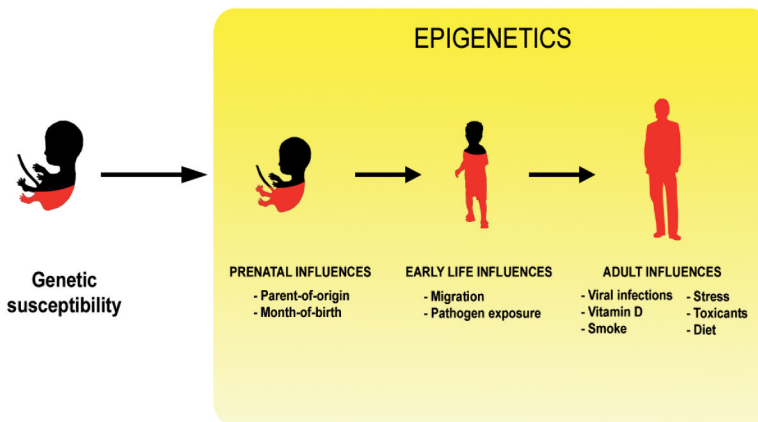 EPIGENETICS
Genetic
susceptibility
PRENATAL INFLUENCES
- Parent-of-origin
- Month-of-birth
EARLY LIFE INFLUENCES
- Migration
- Pathogen exposure
ADULT INFLUENCES
- Viral infections
- Vitamin D
- Smoke
- Stress
- Toxicants
- Diet